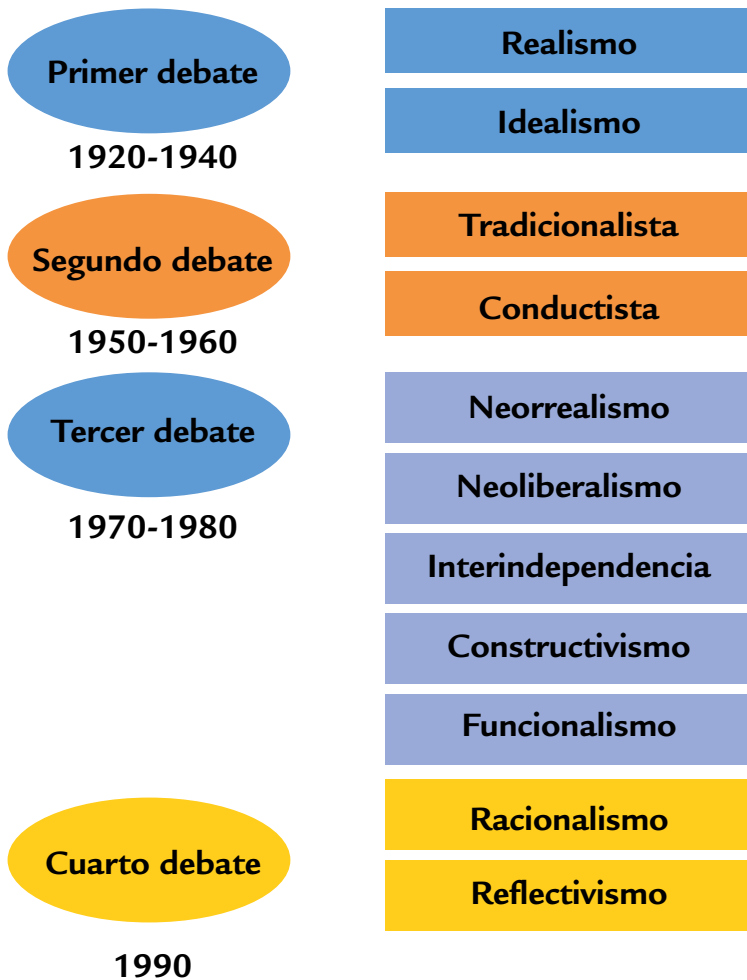 Primer debate
1920-1940
Realismo
Idealismo
Segundo debate
1950-1960
Tradicionalista
Conductista
Tercer debate
1970-1980
Neorrealismo
Neoliberalismo
Interindependencia
Constructivismo
Funcionalismo
Cuarto debate
1990
Racionalismo
Reflectivismo